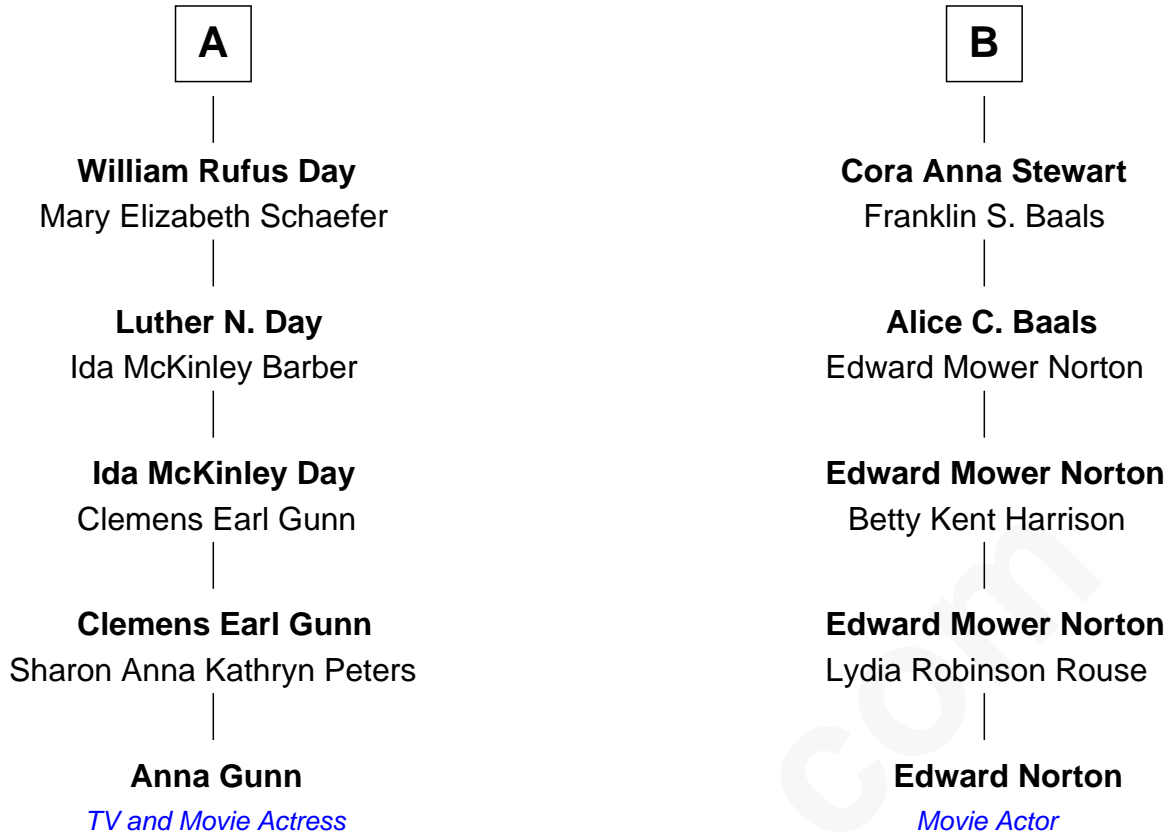 A
B
William Rufus Day
Mary Elizabeth Schaefer
Cora Anna Stewart
Franklin S. Baals
Luther N. Day
Ida McKinley Barber
Alice C. Baals
Edward Mower Norton
Ida McKinley Day
Clemens Earl Gunn
Edward Mower Norton
Betty Kent Harrison
Clemens Earl Gunn
Sharon Anna Kathryn Peters
Edward Mower Norton
Lydia Robinson Rouse
Anna Gunn
TV and Movie Actress
Edward Norton
Movie Actor
com